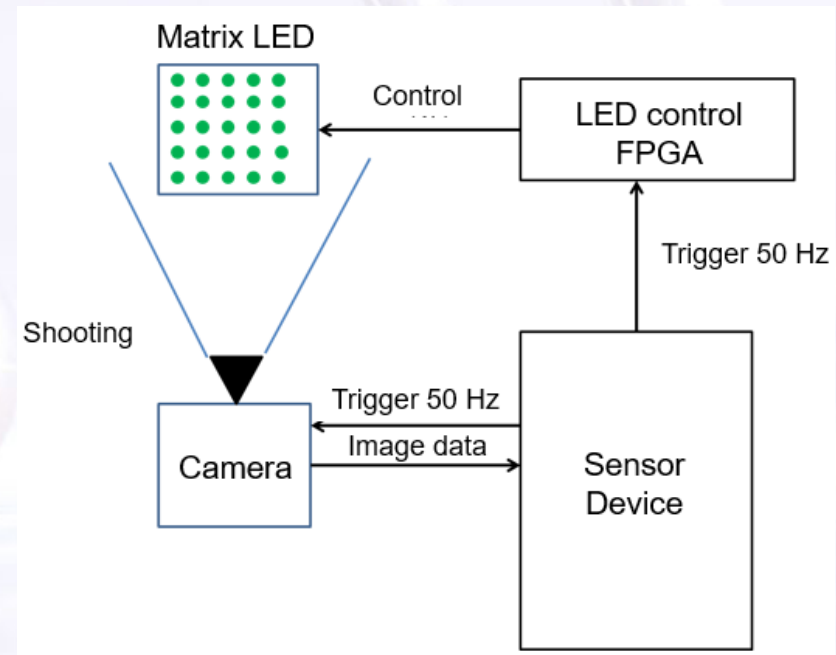 Matrix LED
Control
LED control
FPGA
Trigger 50 Hz
Shooting
Trigger 50 Hz
Image data
Camera
Sensor
Device